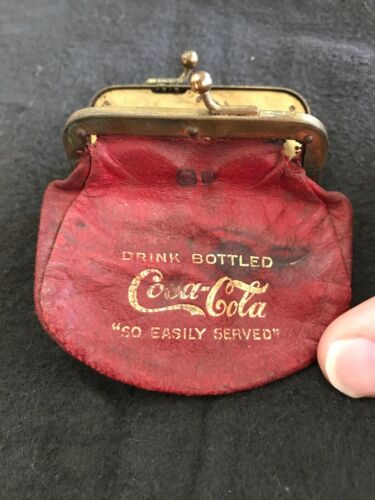 DRINK BOTTLED
Coca-Cola
"SO EASILY SERVED"